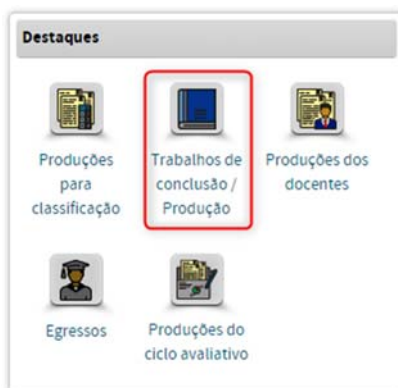 Destaques
Produções
para
classificação
Trabalhos de
conclusão /
Produção
Produções dos
docentes
Egressos
Produções do
ciclo avaliativo